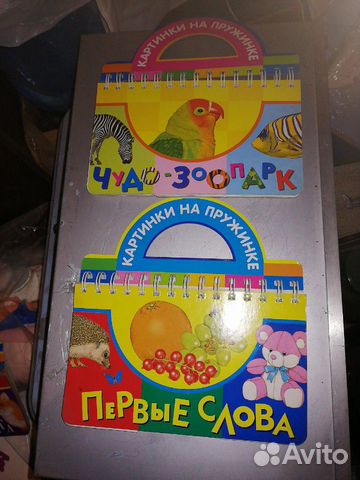 КАРТИНКИ НА ПРУЖИНКЕ
ЧУДО-ЗООПАРК
КАРТИНКИ НА ПРУЖИНКЕ
ПЕРВЫЕ СЛОВА
Avito